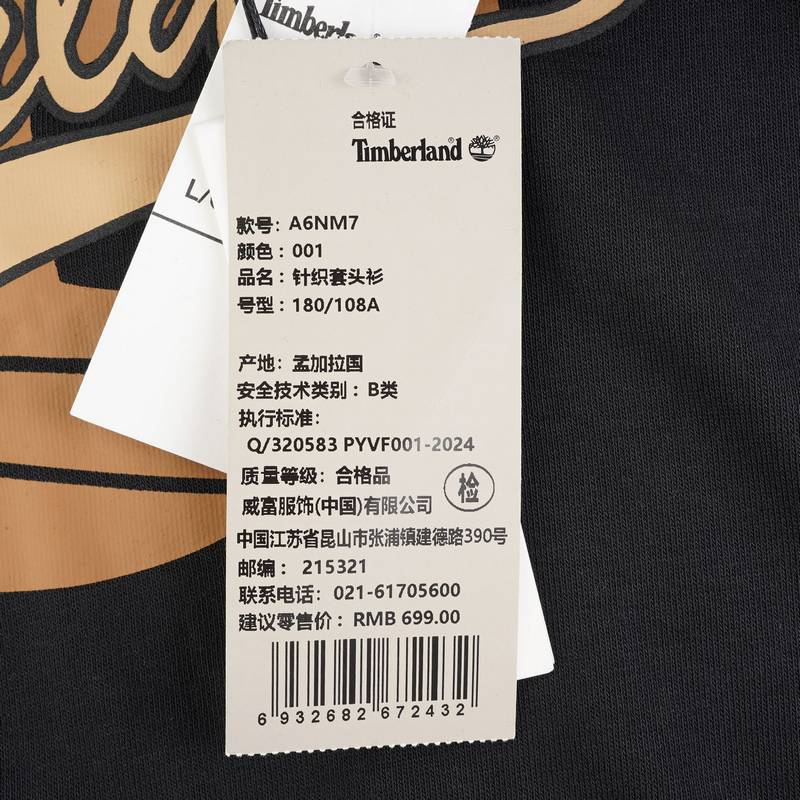 Timberland
合格证
Timberland
款号: A6NM7
颜色: 001
品名: 针织套头衫
号型: 180/108A
产地: 孟加拉国
安全技术类别: B类
执行标准:
Q/320583 PYVF001-2024
质量等级: 合格品
检
威富服饰(中国)有限公司
中国江苏省昆山市张浦镇建德路390号
邮编: 215321
联系电话: 021-61705600
建议零售价: RMB 699.00
6 932682 672432